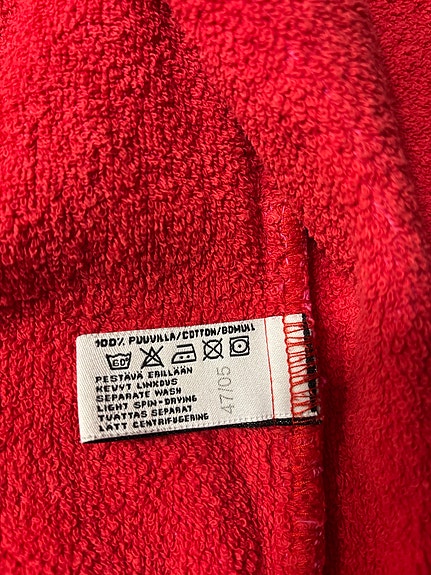 100% PUUVILLA/COTTON/BOMULL
60
PESTÄVÄ ERILLÄÄN
KEVYT LINKOUS
SEPARATE WASH
LIGHT SPIN-DRYING
TVÄTTAS SEPARAT
LÄTT CENTRIFUGERING
47/05